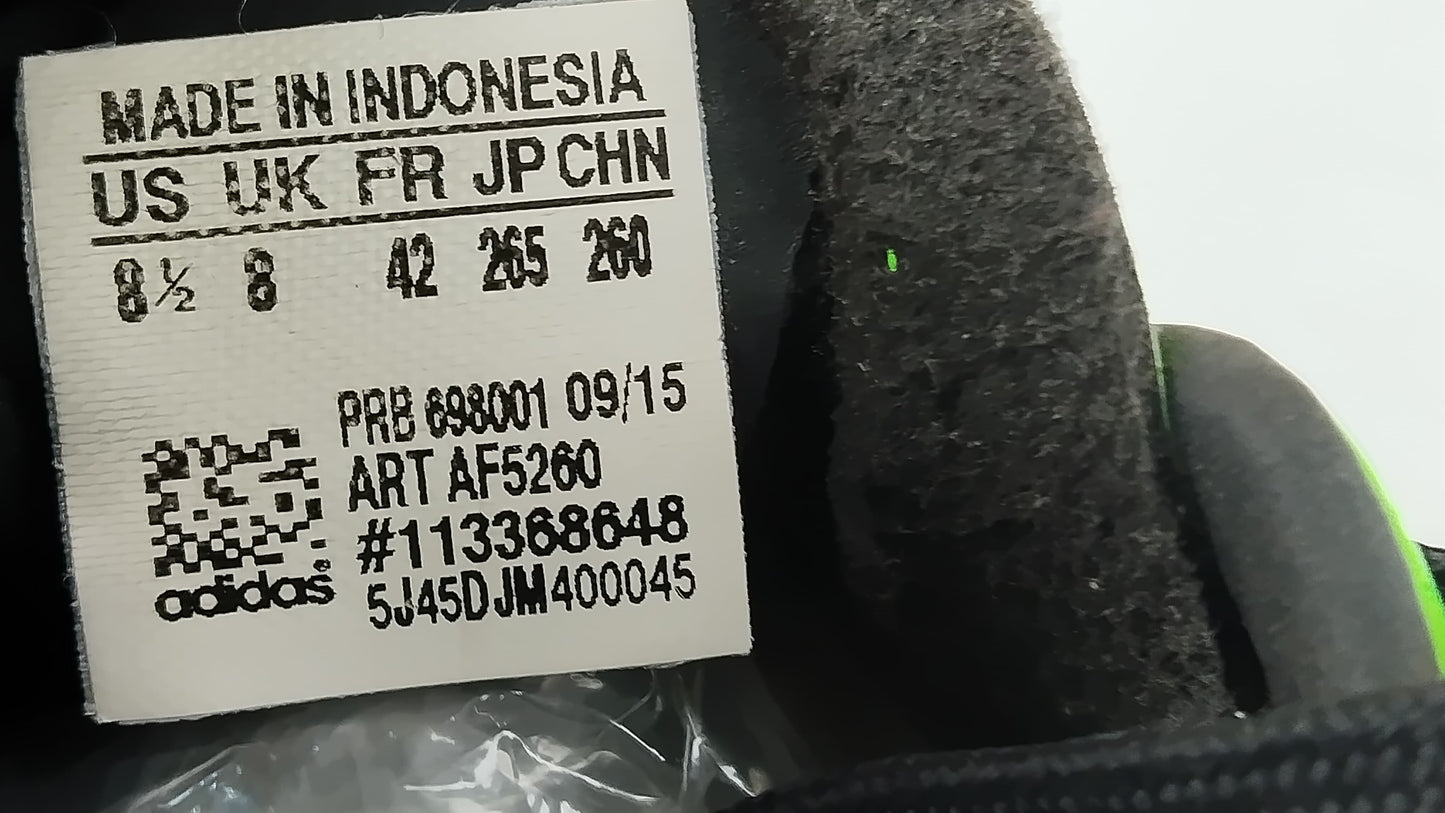 MADE IN INDONESIA
US UK FR JP CHN
8½ 8 42 265 260
PRB 698001 09/15
ART AF5260
#113368648
adidas® 5J45DJM400045